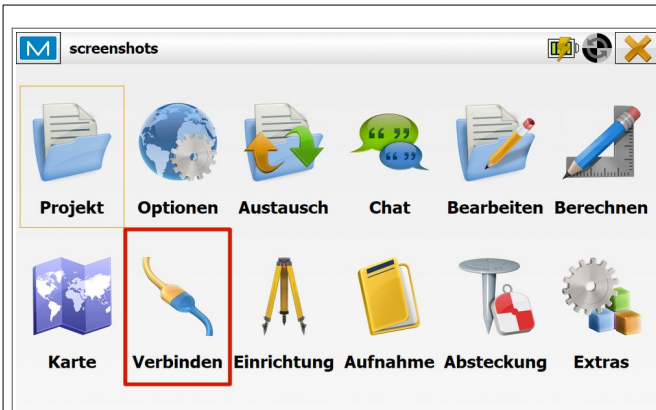 screenshots
Projekt Optionen Austausch Chat Bearbeiten Berechnen
Karte Verbinden Einrichtung Aufnahme Absteckung Extras